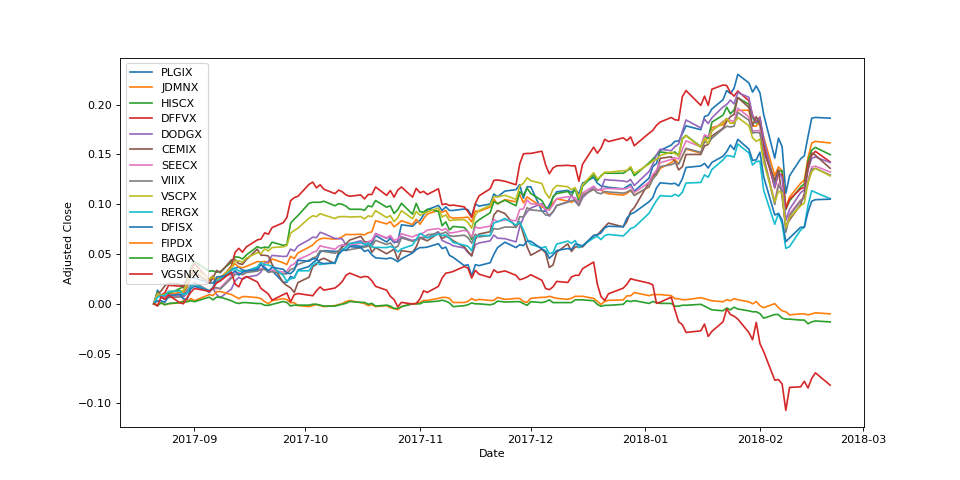 PLGIX
JDMNX
HISCX
DFFVX
DODGX
CEMIX
SEECX
VIIIX
VSCPX
RERGX
DFISX
FIPDX
BAGIX
VGSNX
0.20
0.15
0.10
0.05
0.00
−0.05
−0.10
Adjusted Close
2017-09 2017-10 2017-11 2017-12 2018-01 2018-02 2018-03
Date